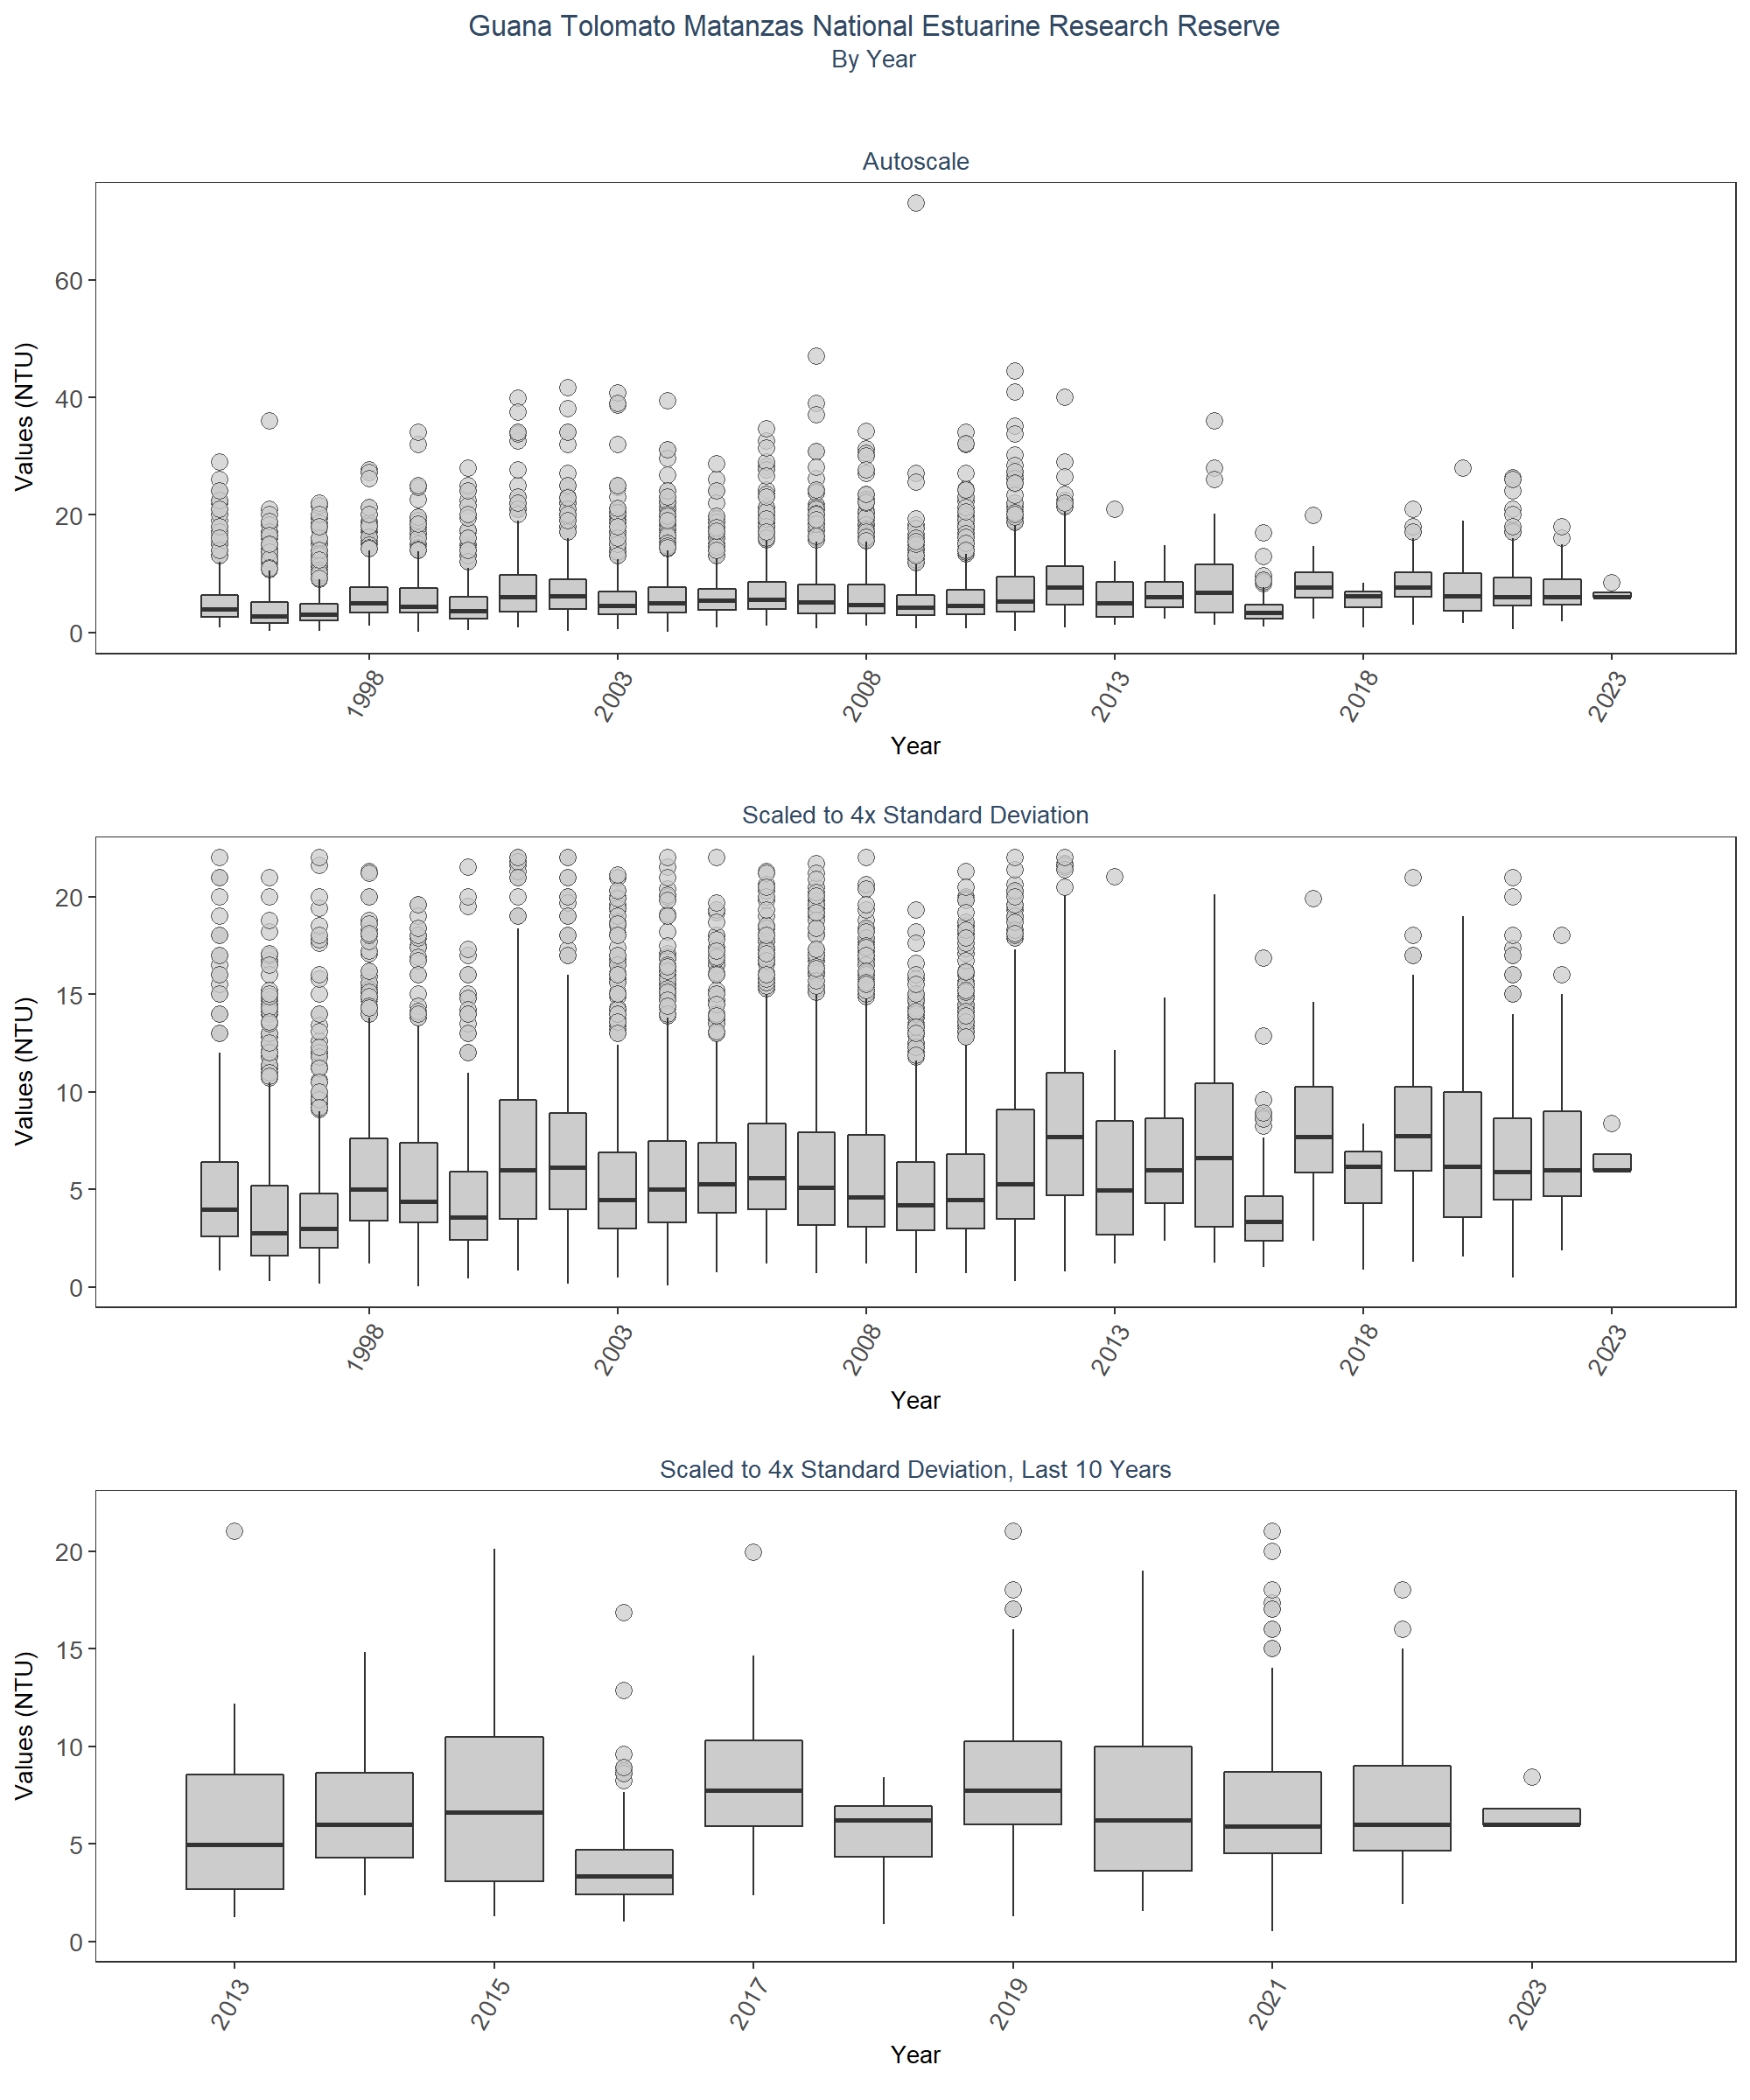 Guana Tolomato Matanzas National Estuarine Research Reserve
By Year
Autoscale
Values (NTU)
60
40
20
0
1998
2003
2008
2013
2018
2023
Year
Scaled to 4x Standard Deviation
Values (NTU)
20
15
10
5
0
1998
2003
2008
2013
2018
2023
Year
Scaled to 4x Standard Deviation, Last 10 Years
Values (NTU)
20
15
10
5
0
2013
2015
2017
2019
2021
2023
Year